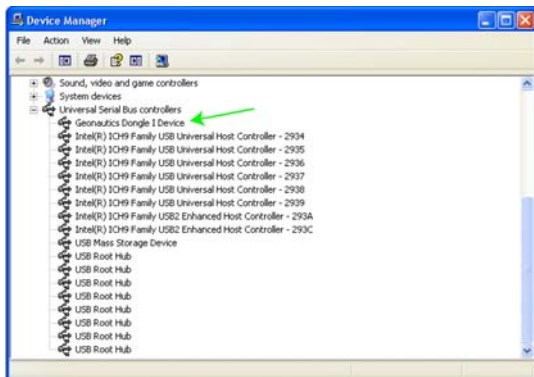 Device Manager
File Action View Help
Sound, video and game controllers
System devices
Universal Serial Bus controllers
Geonautics Dongle I Device
Intel(R) ICH9 Family USB Universal Host Controller - 2934
Intel(R) ICH9 Family USB Universal Host Controller - 2935
Intel(R) ICH9 Family USB Universal Host Controller - 2936
Intel(R) ICH9 Family USB Universal Host Controller - 2937
Intel(R) ICH9 Family USB Universal Host Controller - 2938
Intel(R) ICH9 Family USB Universal Host Controller - 2939
Intel(R) ICH9 Family USB2 Enhanced Host Controller - 293A
Intel(R) ICH9 Family USB2 Enhanced Host Controller - 293C
USB Mass Storage Device
USB Root Hub
USB Root Hub
USB Root Hub
USB Root Hub
USB Root Hub
USB Root Hub
USB Root Hub
USB Root Hub